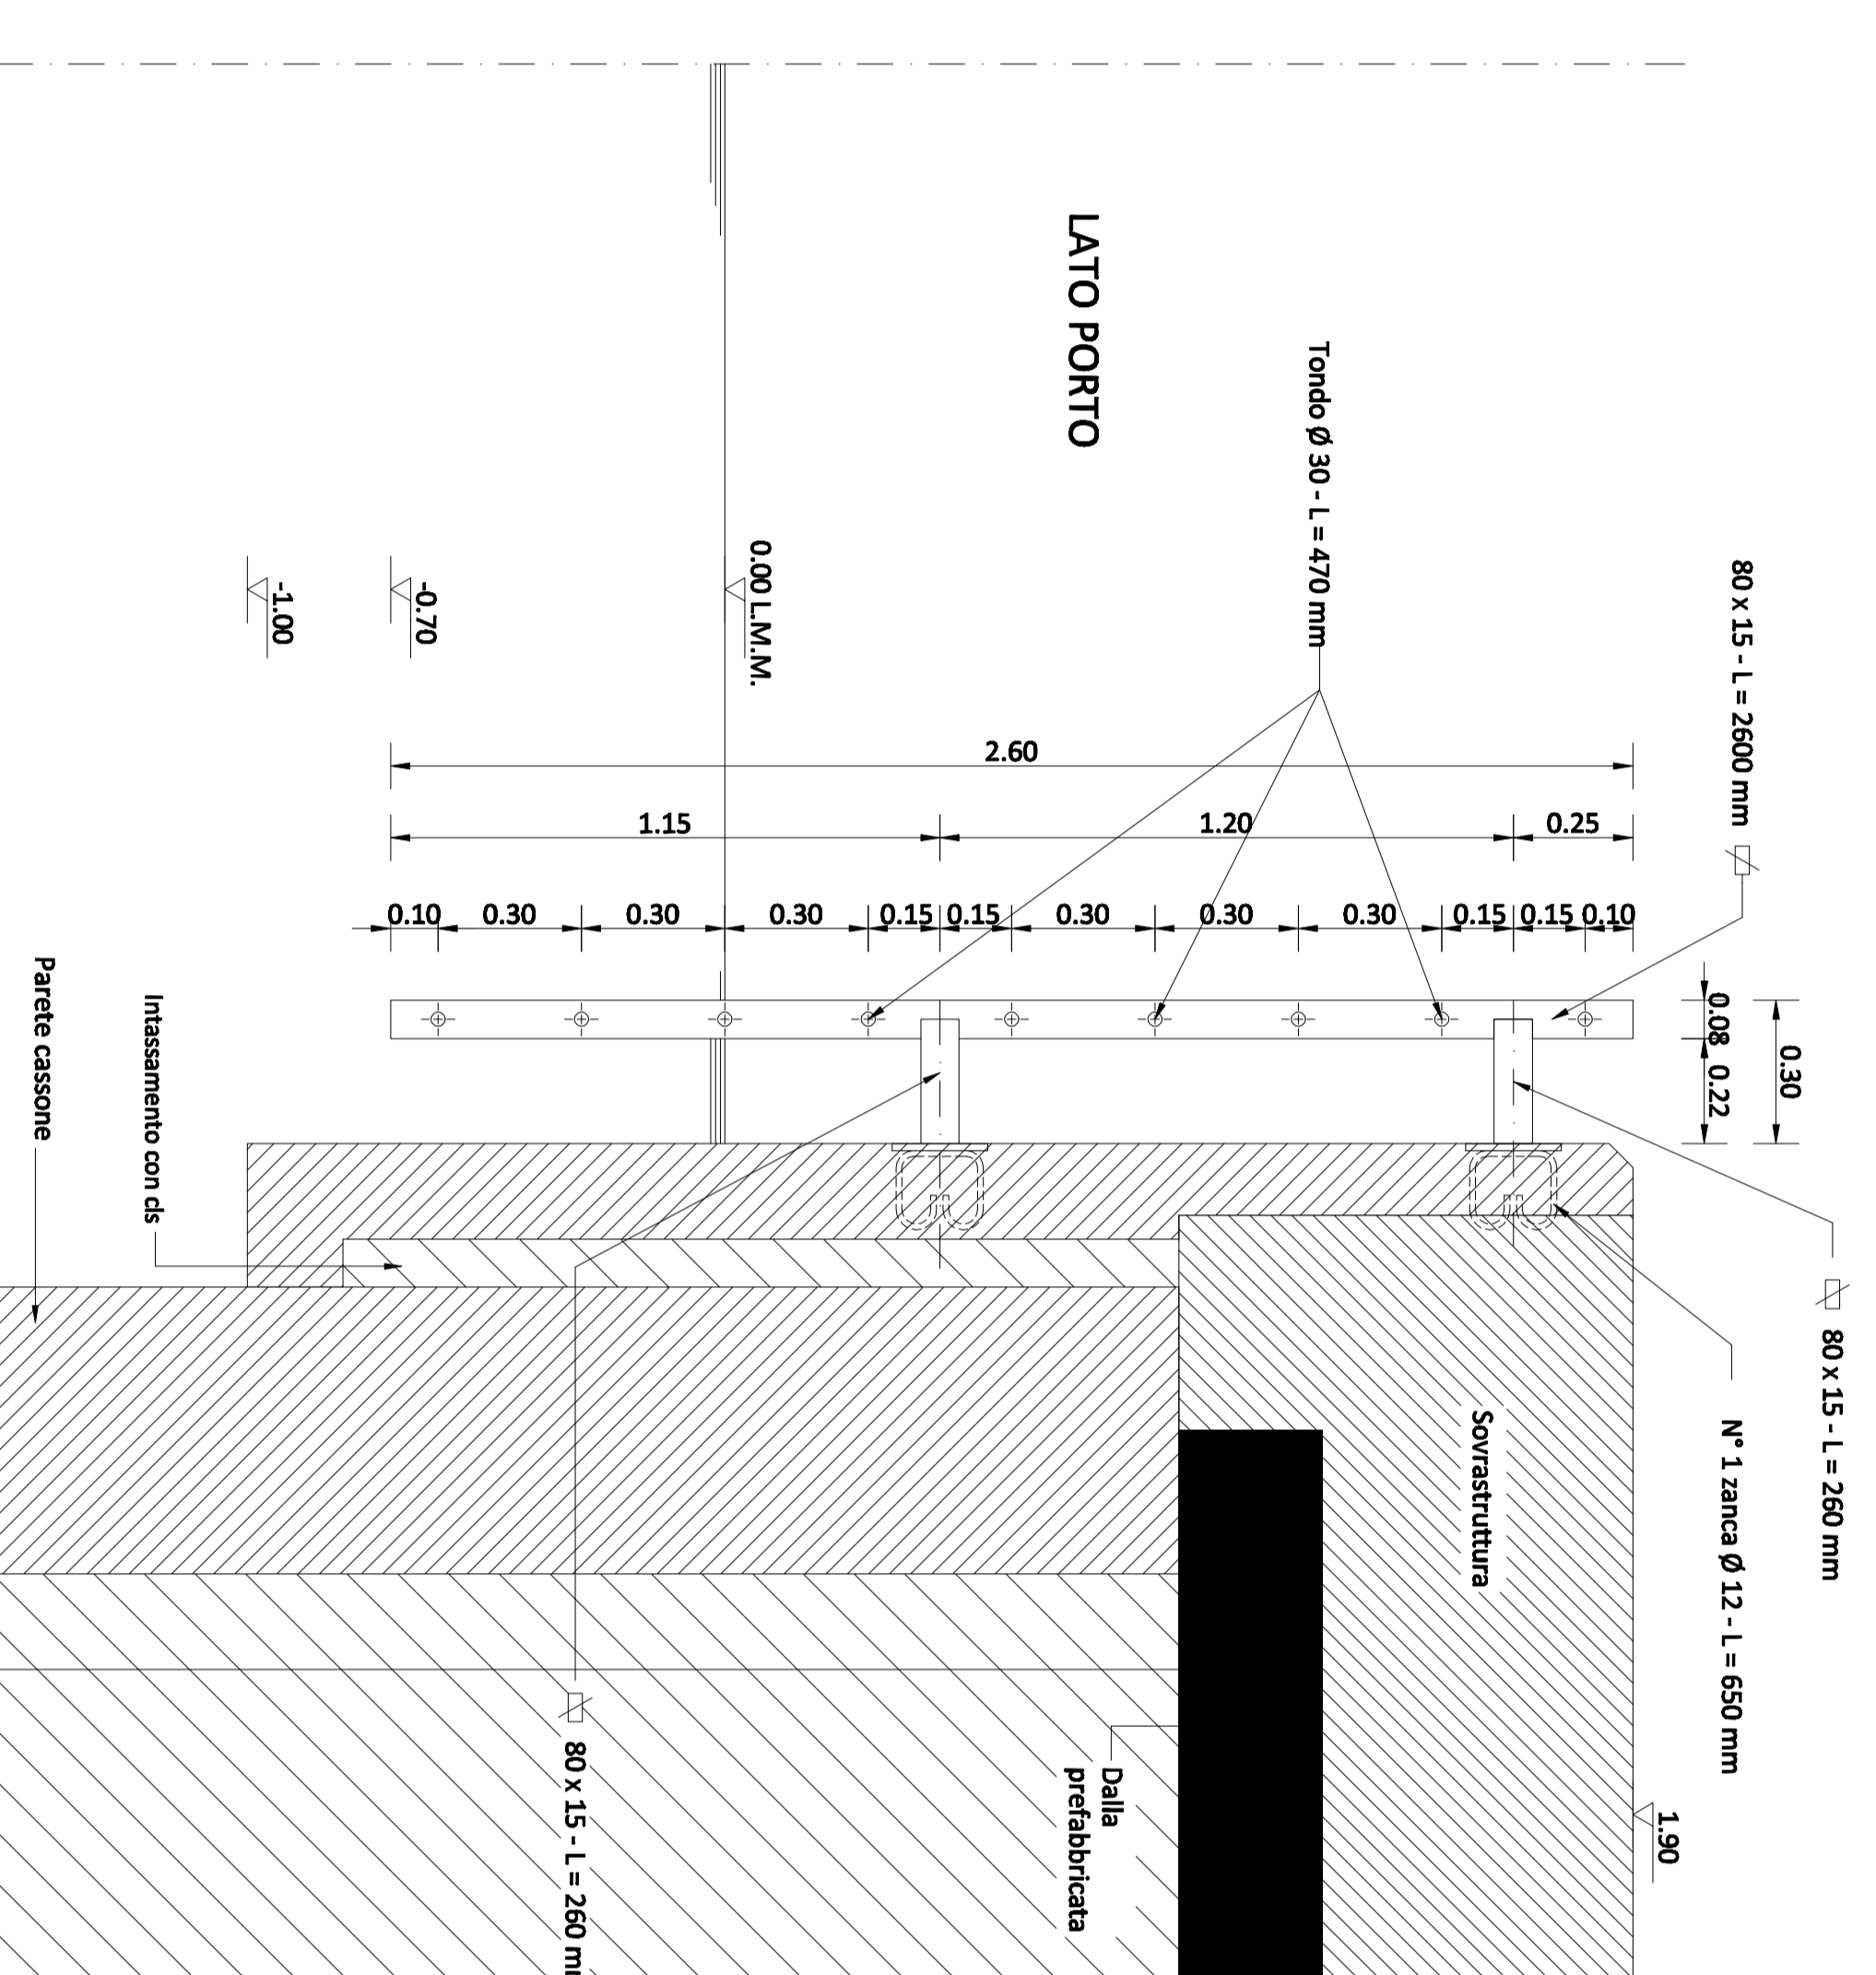 80 x 15 - L = 260 mm
80 x 15 - L = 2600 mm
N° 1 zanca Ø 12 - L = 650 mm
0.30
0.08
0.22
1.90
Tondo Ø 30 - L = 470 mm
Sovrastruttura
LATO PORTO
Dalla
prefabbricata
2.60
0.25
1.20
1.15
0.10
0.15
0.15
0.30
0.30
0.30
0.15
0.15
0.30
0.30
0.30
0.10
0.00 L.M.M.
80 x 15 - L = 260 mm
-0.70
-1.00
Intassamento con cls
Parete cassone